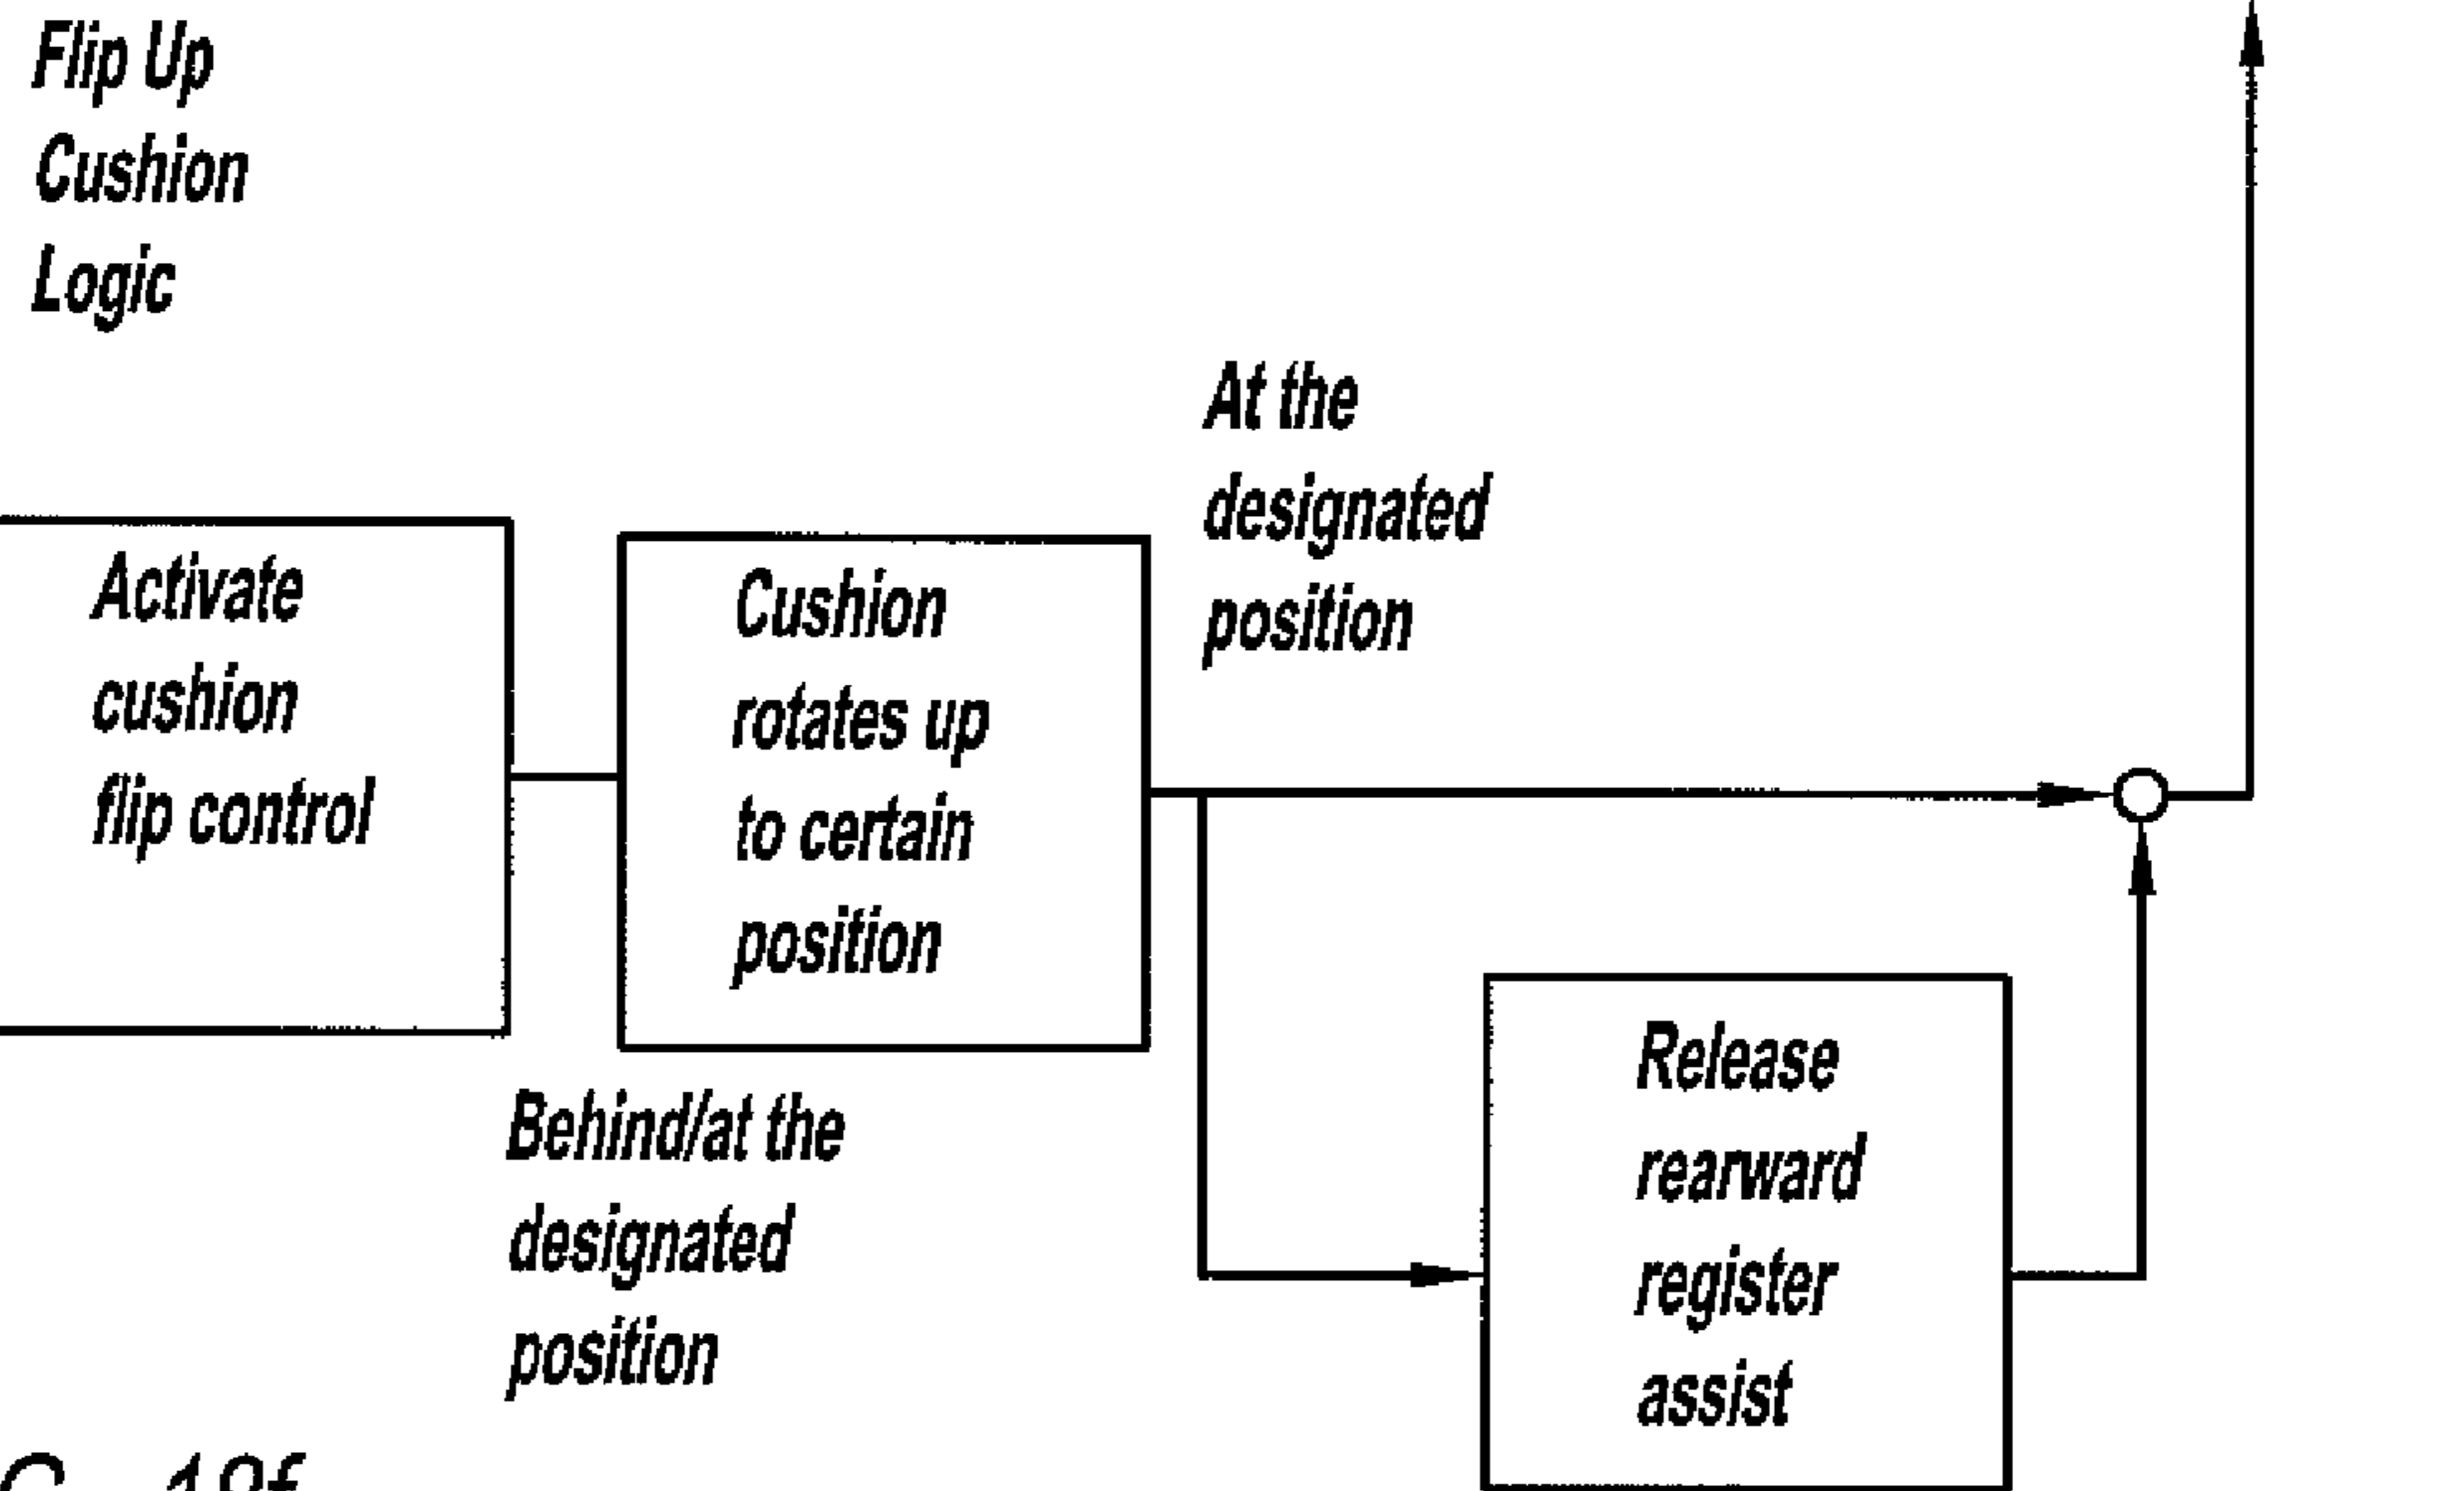 Flip Up
Cushion
Logic
At the
designated
position
Activate
cushion
flip control
Cushion
rotates up
to certain
position
Behind/at the
designated
position
Release
rearward
register
assist